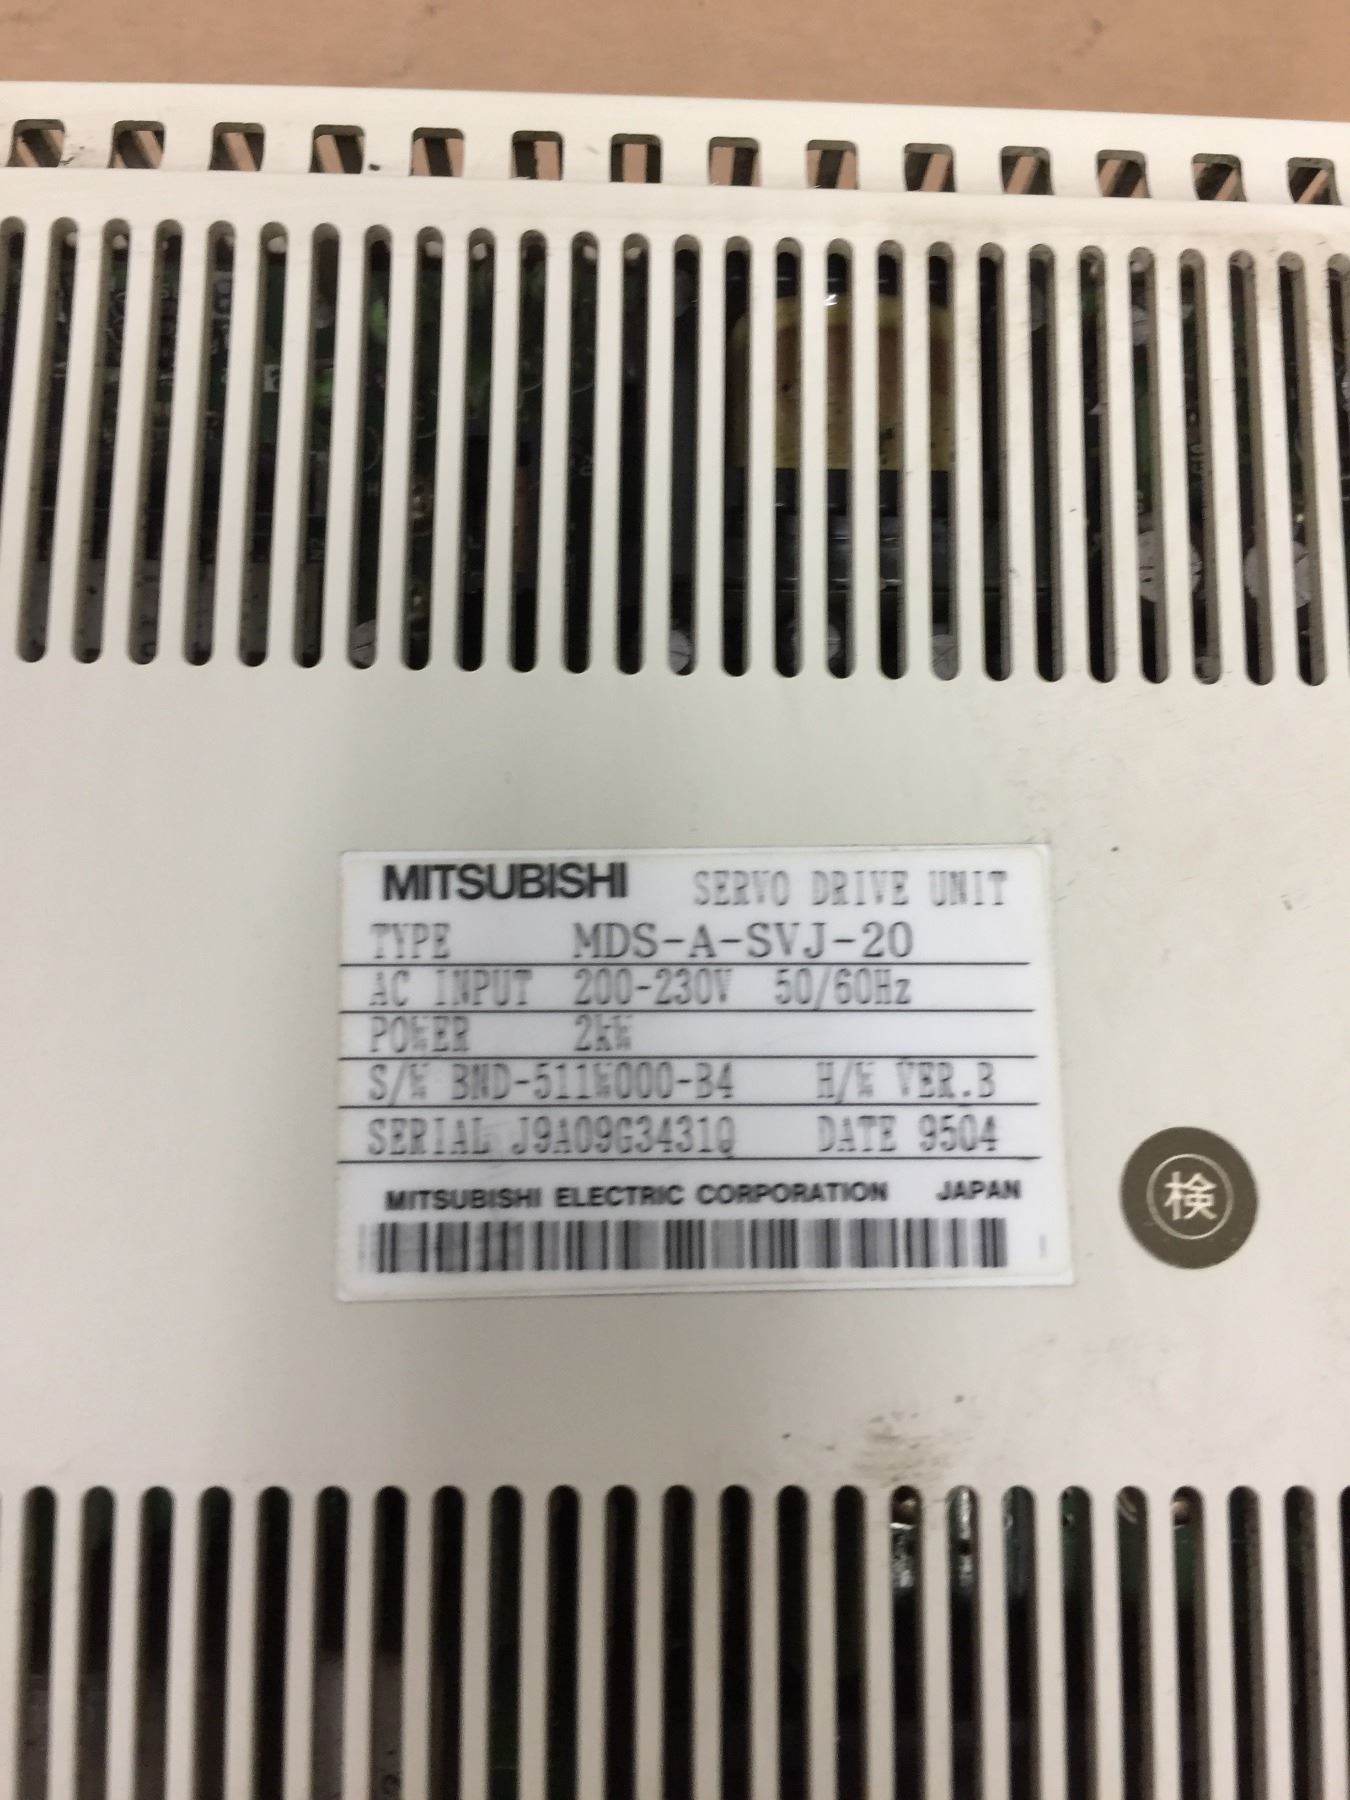 MITSUBISHI SERVO DRIVE UNIT
TYPE MDS-A-SVJ-20
AC INPUT 200-230V 50/60Hz
POWER 2kW
S/W BND-511W000-B4 H/W VER.B
SERIAL J9A09G3431Q DATE 9504
MITSUBISHI ELECTRIC CORPORATION JAPAN
検